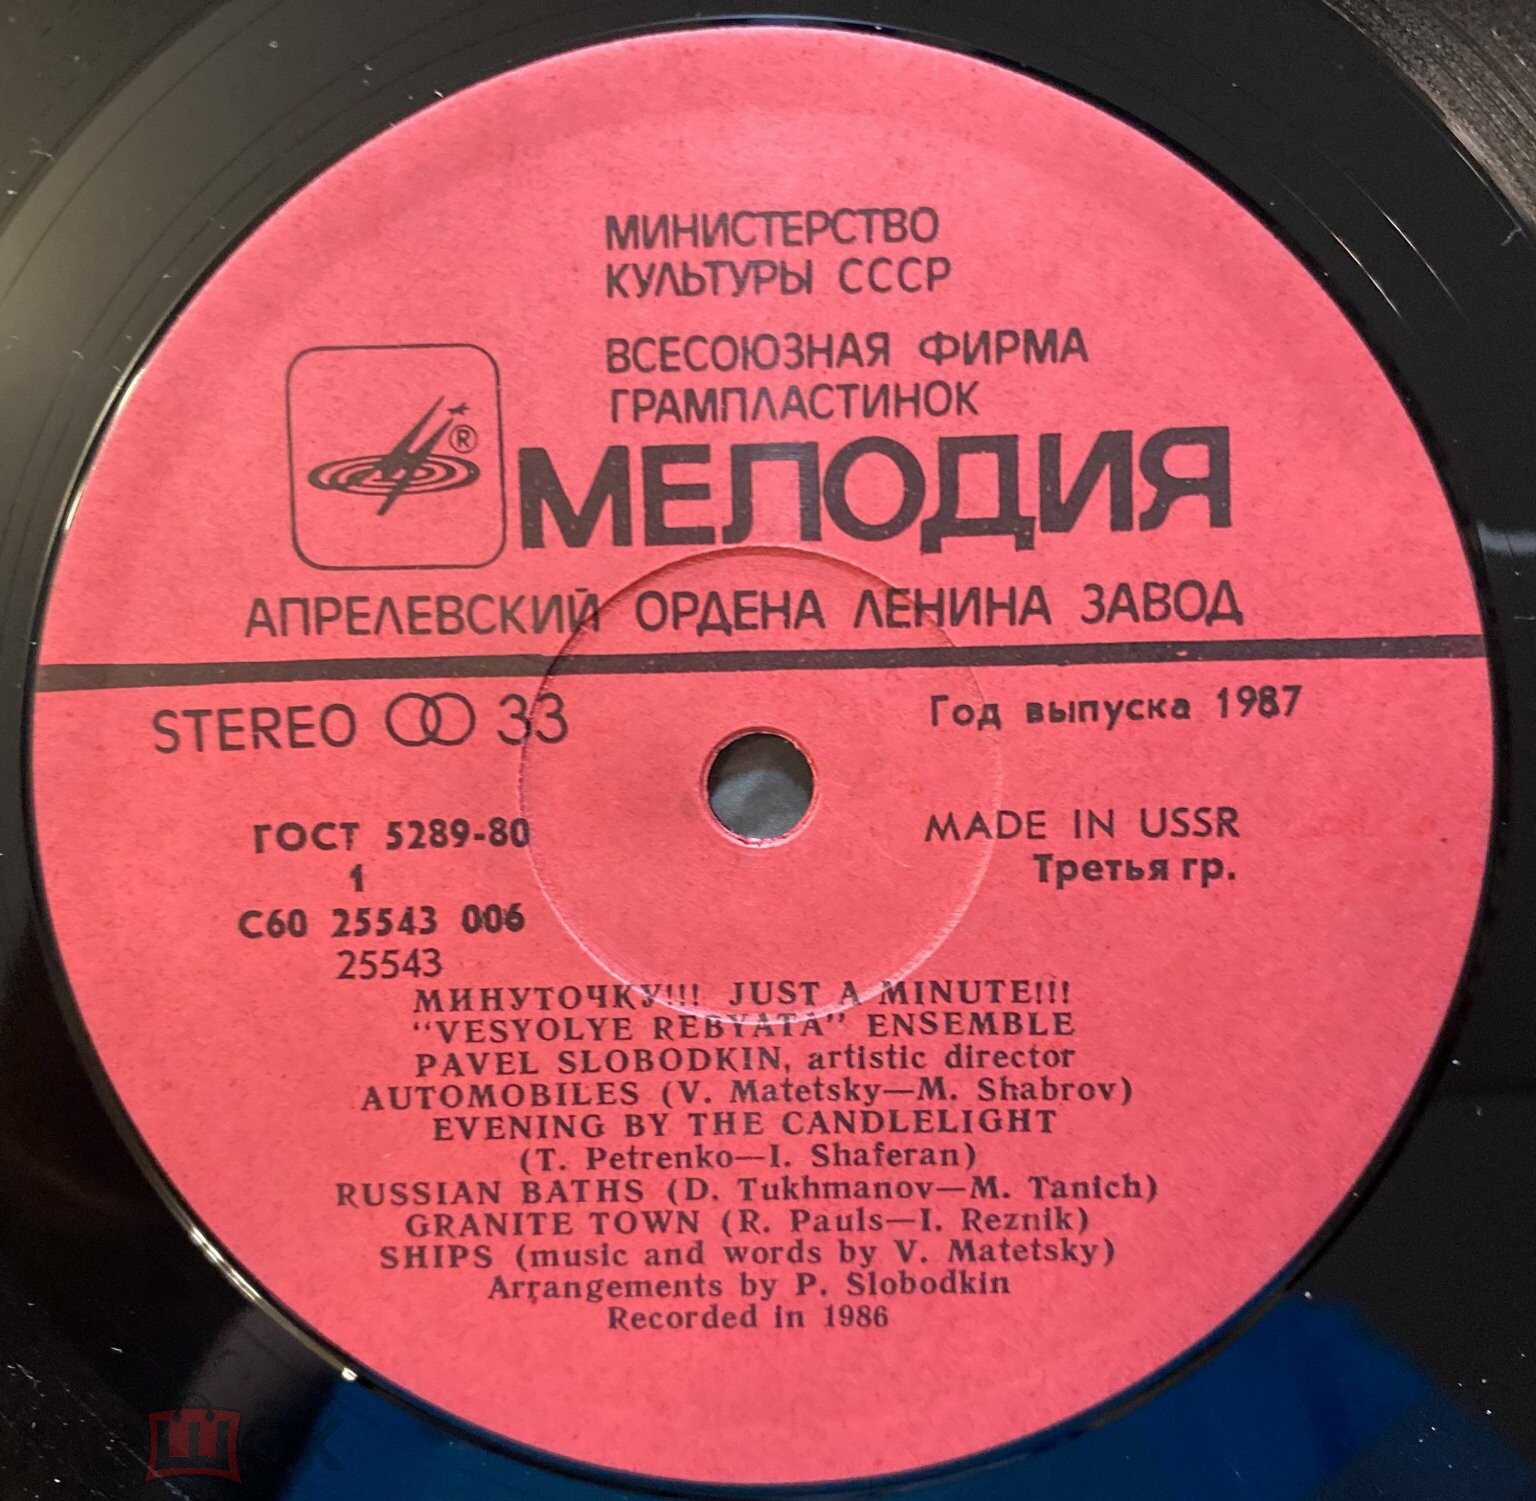 МИНИСТЕРСТВО
КУЛЬТУРЫ СССР
ВСЕСОЮЗНАЯ ФИРМА
ГРАМПЛАСТИНОК
®
МЕЛОДИЯ
АПРЕЛЕВСКИЙ ОРДЕНА ЛЕНИНА ЗАВОД
STEREO 33
Год выпуска 1987
ГОСТ 5289-80
MADE IN USSR
1
Третья гр.
С60 25543 006
25543
МИНУТОЧКУ!!! JUST A MINUTE!!!
"VESYOLYE REBYATA" ENSEMBLE
PAVEL SLOBODKIN, artistic director
AUTOMOBILES (V. Matetsky—M. Shabrov)
EVENING BY THE CANDLELIGHT
(T. Petrenko—I. Shaferan)
RUSSIAN BATHS (D. Tukhmanov—M. Tanich)
GRANITE TOWN (R. Pauls—I. Reznik)
SHIPS (music and words by V. Matetsky)
Arrangements by P. Slobodkin
Recorded in 1986